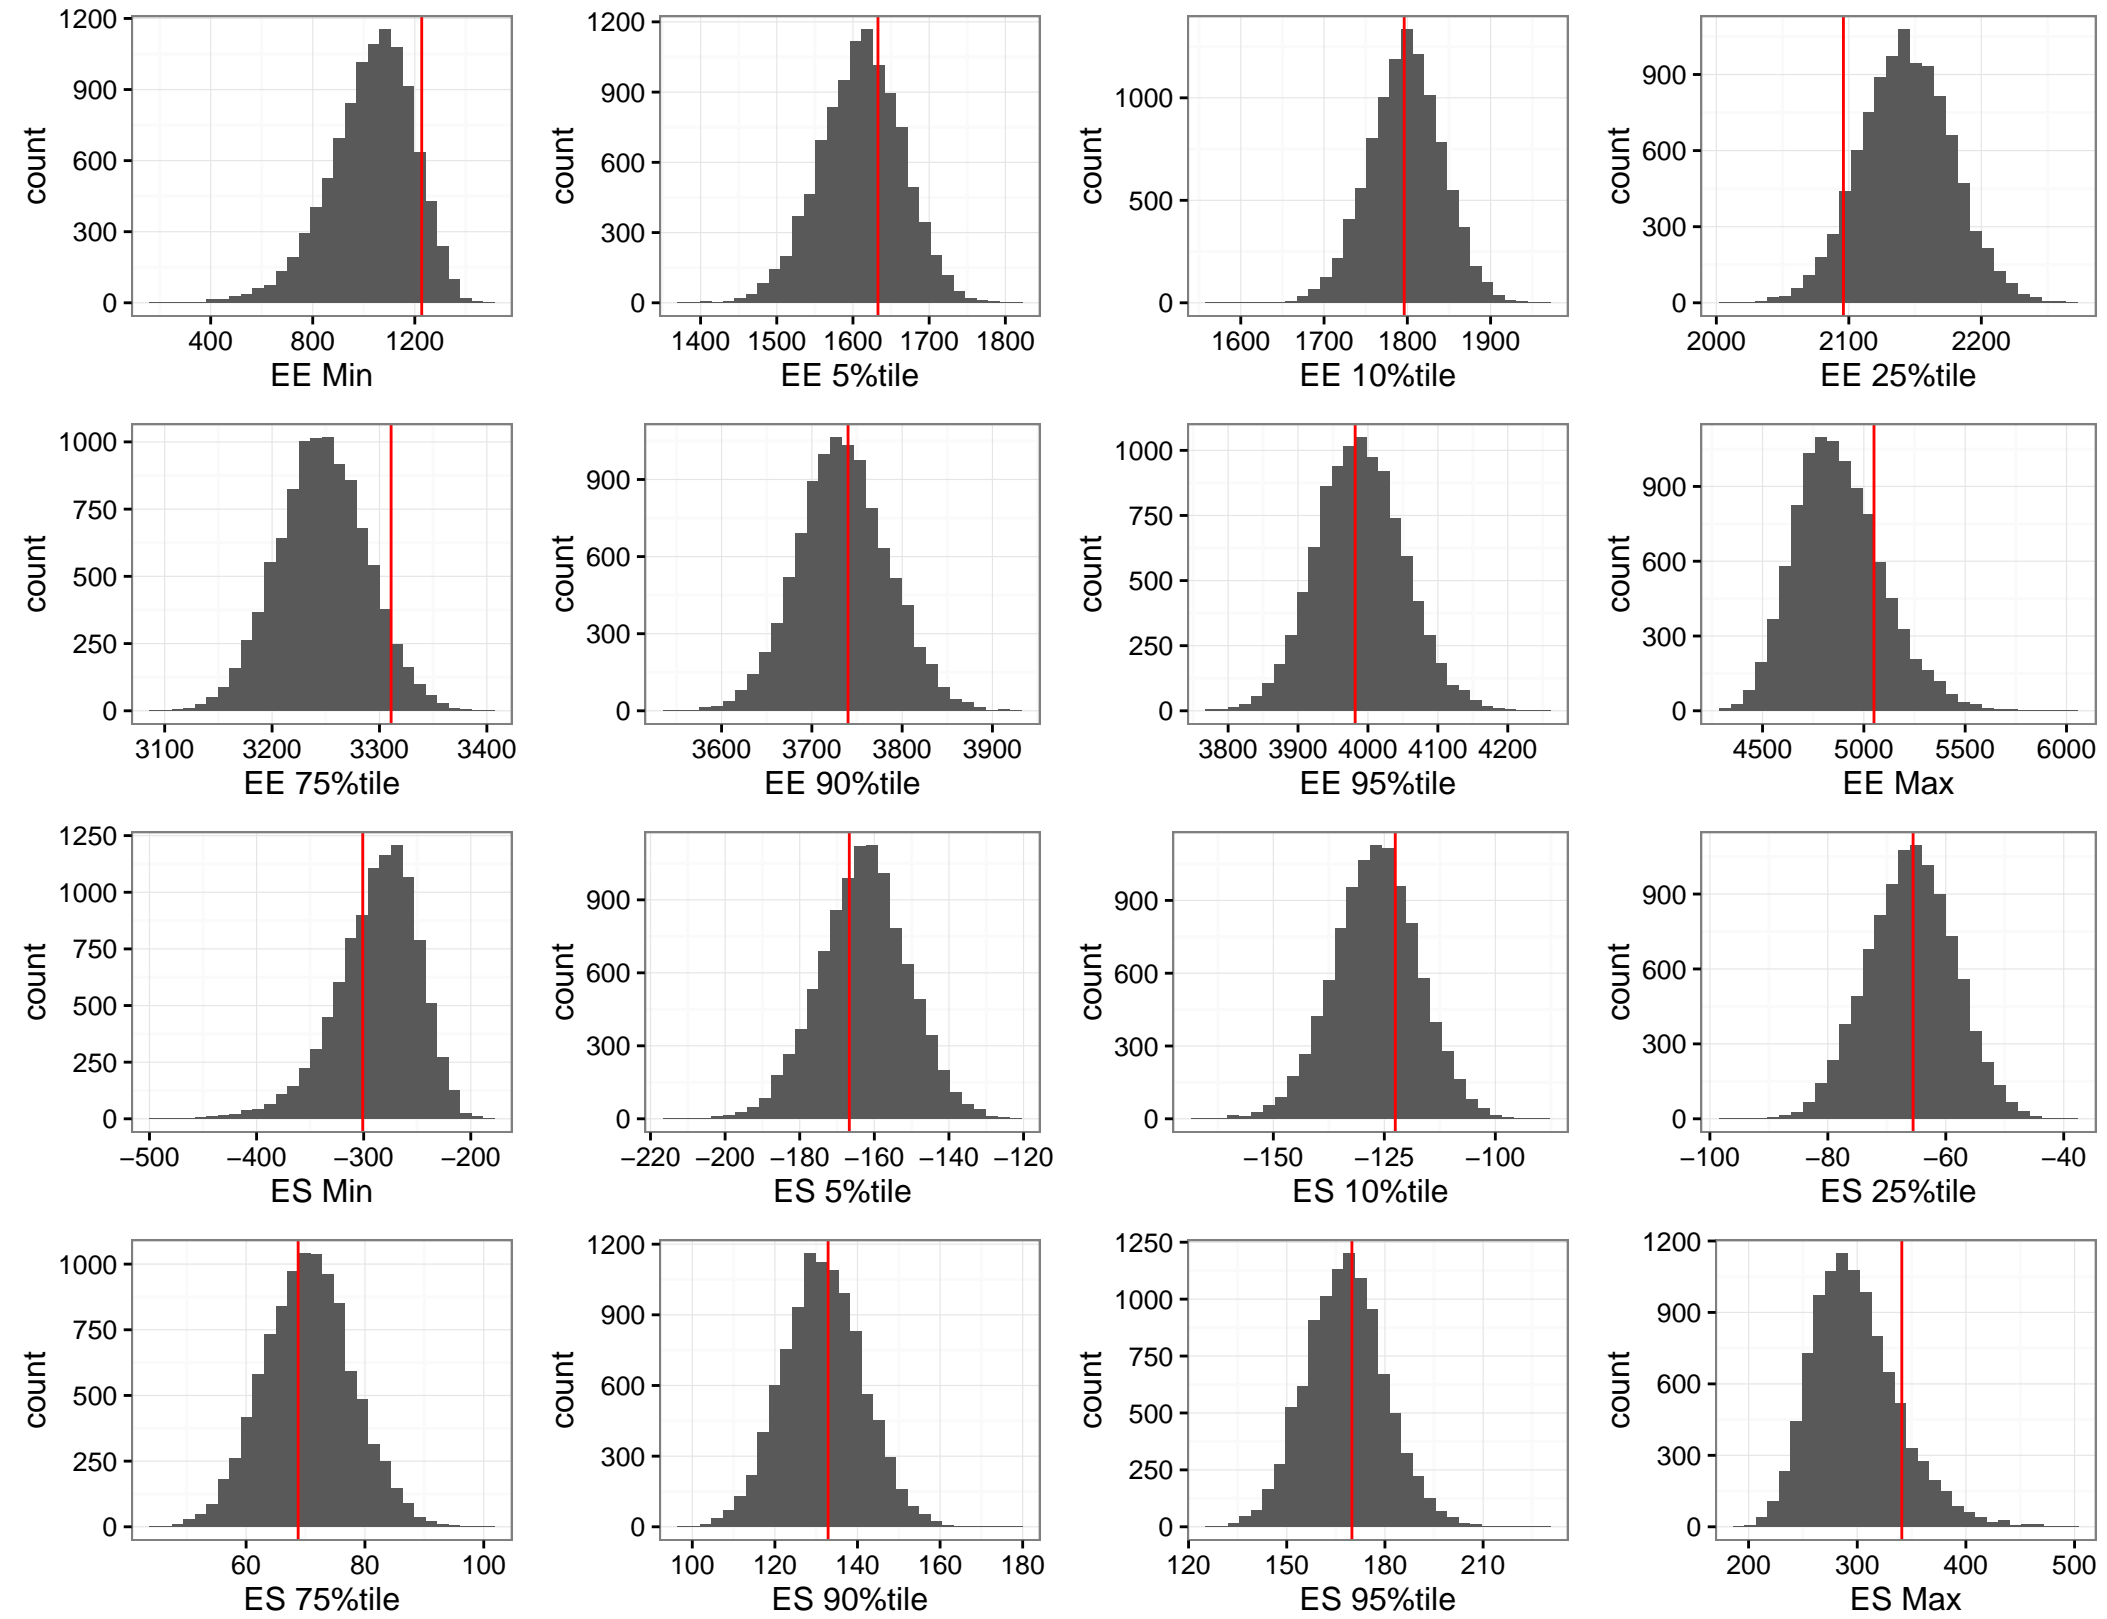 1200
900
600
300
0
count
400 800 1200
EE Min
1200
900
600
300
0
count
1400 1500 1600 1700 1800
EE 5%tile
1000
500
0
count
1600 1700 1800 1900
EE 10%tile
900
600
300
0
count
2000 2100 2200
EE 25%tile
1000
750
500
250
0
count
3100 3200 3300 3400
EE 75%tile
900
600
300
0
count
3600 3700 3800 3900
EE 90%tile
1000
750
500
250
0
count
3800 3900 4000 4100 4200
EE 95%tile
900
600
300
0
count
4500 5000 5500 6000
EE Max
1250
1000
750
500
250
0
count
−500 −400 −300 −200
ES Min
900
600
300
0
count
−220 −200 −180 −160 −140 −120
ES 5%tile
900
600
300
0
count
−150 −125 −100
ES 10%tile
900
600
300
0
count
−100 −80 −60 −40
ES 25%tile
1000
750
500
250
0
count
60 80 100
ES 75%tile
1200
900
600
300
0
count
100 120 140 160 180
ES 90%tile
1250
1000
750
500
250
0
count
120 150 180 210
ES 95%tile
1200
900
600
300
0
count
200 300 400 500
ES Max